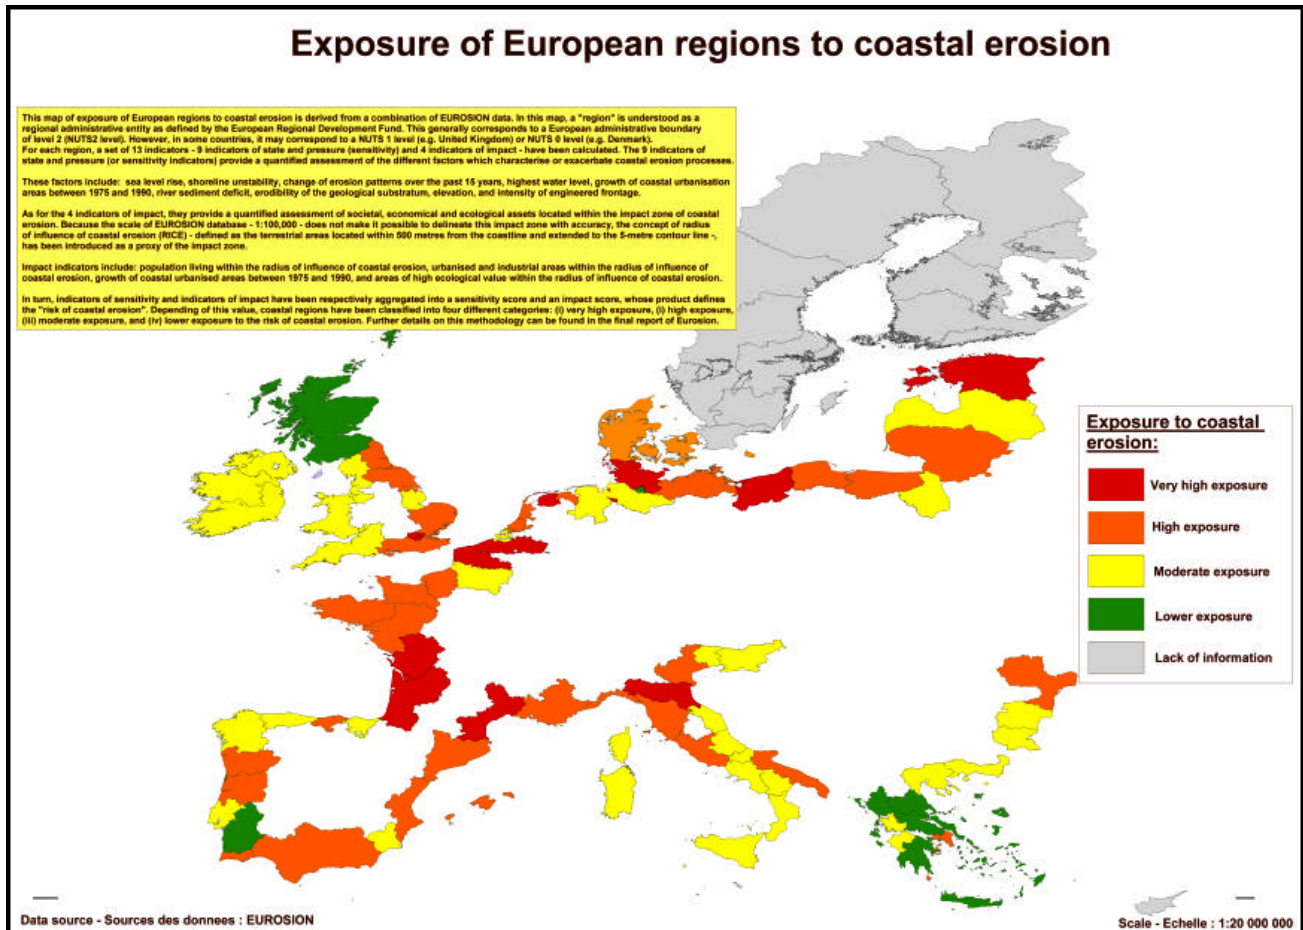 Exposure of European regions to coastal erosion
This map of exposure of European regions to coastal erosion is derived from a combination of EUROSION data. In this map, a "region" is understood as a
regional administrative entity as defined by the European Regional Development Fund. This generally corresponds to a European administrative boundary
of level 2 (NUTS2 level). However, in some countries, it may correspond to a NUTS 1 level (e.g. United Kingdom) or NUTS 0 level (e.g. Denmark).
For each region, a set of 13 indicators - 9 indicators of state and pressure (sensitivity) and 4 indicators of impact - have been calculated. The 9 indicators of
state and pressure (or sensitivity indicators) provide a quantified assessment of the different factors which characterise or exacerbate coastal erosion processes.
These factors include: sea level rise, shoreline unstability, change of erosion patterns over the past 15 years, highest water level, growth of coastal urbanisation
areas between 1975 and 1990, river sediment deficit, erodibility of the geological substratum, elevation, and intensity of engineered frontage.
As for the 4 indicators of impact, they provide a quantified assessment of societal, economical and ecological assets located within the impact zone of coastal
erosion. Because the scale of EUROSION database - 1:100,000 - does not make it possible to delineate this impact zone with accuracy, the concept of radius
of influence of coastal erosion (RICE) - defined as the terrestrial areas located within 500 metres from the coastline and extended to the 5-metre contour line -,
has been introduced as a proxy of the impact zone.
Impact indicators include: population living within the radius of influence of coastal erosion, urbanised and industrial areas within the radius of influence of
coastal erosion, growth of coastal urbanised areas between 1975 and 1990, and areas of high ecological value within the radius of influence of coastal erosion.
In turn, indicators of sensitivity and indicators of impact have been respectively aggregated into a sensitivity score and an impact score, whose product defines
the "risk of coastal erosion". Depending of this value, coastal regions have been classified into four different categories: (i) very high exposure, (i) high exposure,
(iii) moderate exposure, and (iv) lower exposure to the risk of coastal erosion. Further details on this methodology can be found in the final report of Eurosion.
Exposure to coastal
erosion:
Very high exposure
High exposure
Moderate exposure
Lower exposure
Lack of information
Data source - Sources des donnees : EUROSION
Scale - Echelle : 1:20 000 000